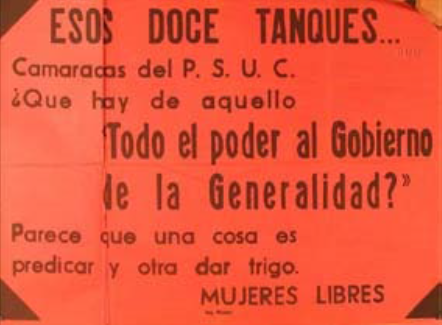 ESOS DOCE TANQUES...
Camaracas del P. S. U. C.
¿Que hay de aquello
"Todo el poder al Gobierno
de la Generalidad?"
Parece que una cosa es
predicar y otra dar trigo.
MUJERES LIBRES